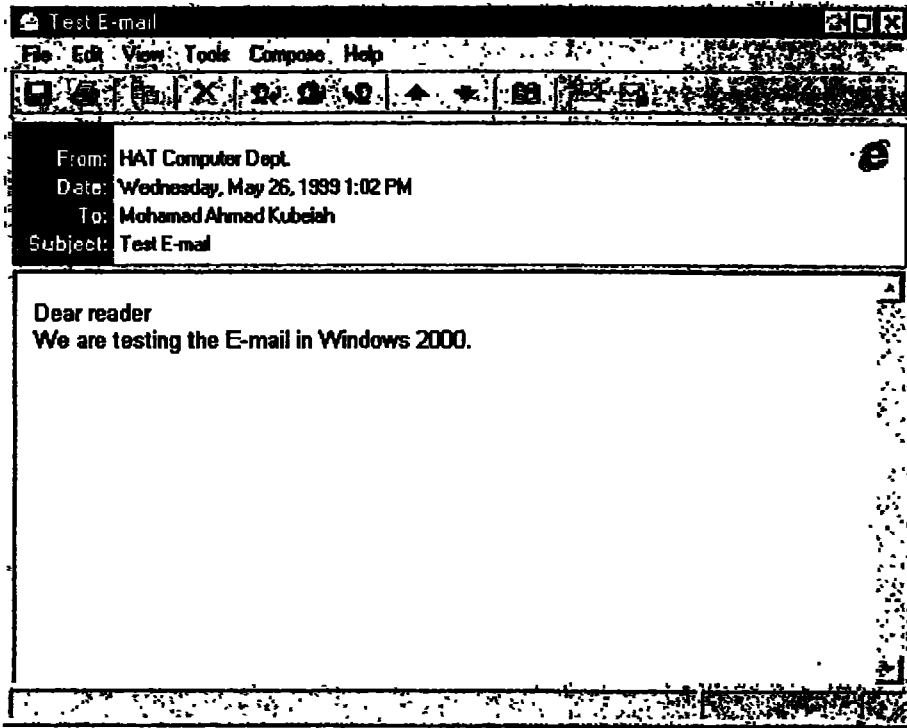 Test E-mail
File Edit View Tools Compose Help
From: HAT Computer Dept.
Date: Wednesday, May 26, 1999 1:02 PM
To: Mohamad Ahmad Kubeiah
Subject: Test E-mail
Dear reader
We are testing the E-mail in Windows 2000.